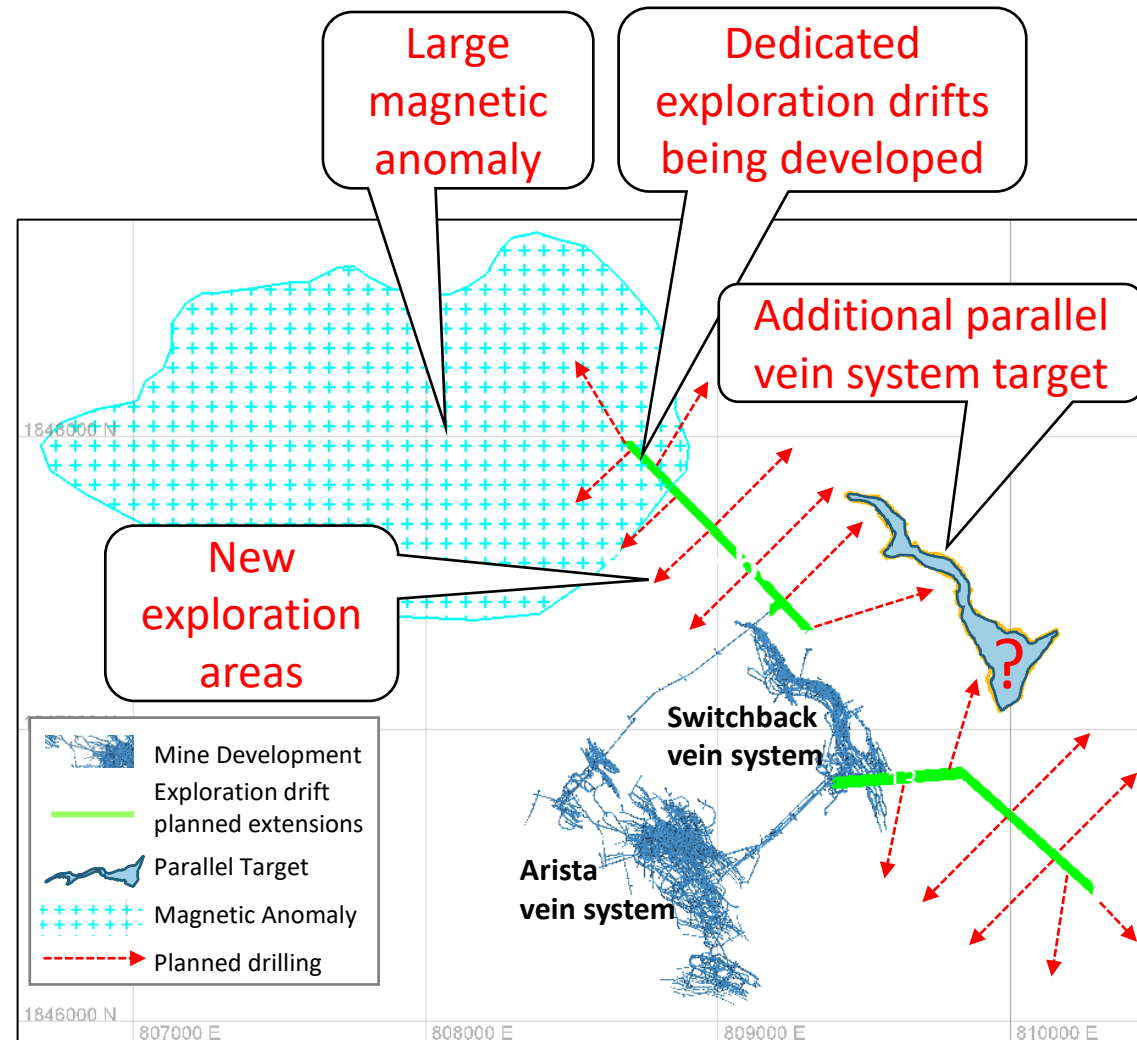 Large
magnetic
anomaly
Dedicated
exploration drifts
being developed
Additional parallel
vein system target
1848000 N
New
exploration
areas
?
Switchback
vein system
2
Arista
vein system
Mine Development
Exploration drift
planned extensions
Parallel Target
Magnetic Anomaly
Planned drilling
1846000 N
807000 E
808000 E
809000 E
810000 E